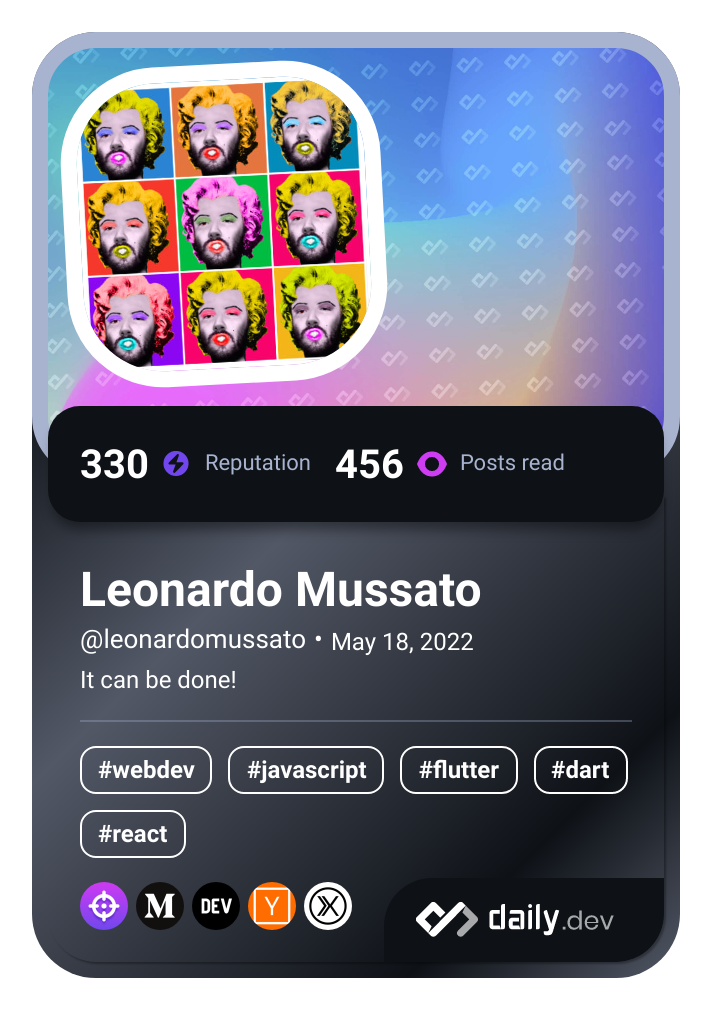 330 Reputation 456 Posts read
Leonardo Mussato
@leonardomussato • May 18, 2022
It can be done!
#webdev #javascript #flutter #dart
#react
M DEV Y
daily.dev